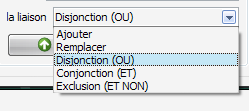 la liaison Disjonction (OU)
Ajouter
Remplacer
Disjonction (OU)
Conjonction (ET)
Exclusion (ET NON)